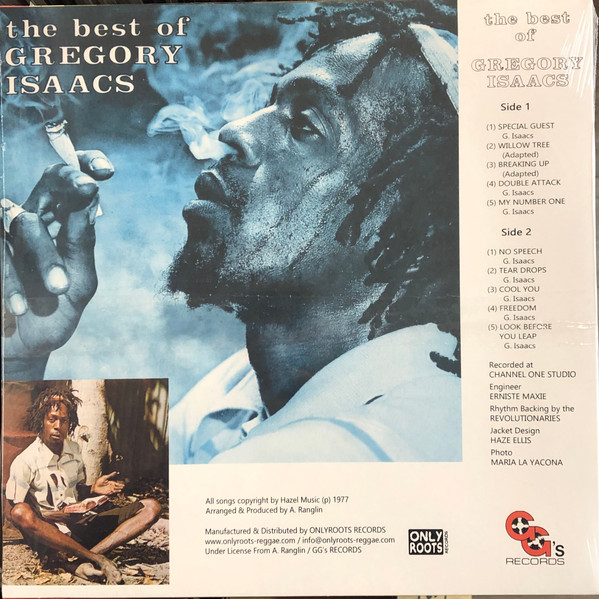 the best of
GREGORY
ISAACS
the best
of
GREGORY
ISAACS
Side 1
(1) SPECIAL GUEST
G. Isaacs
(2) WILLOW TREE
(Adapted)
(3) BREAKING UP
(Adapted)
(4) DOUBLE ATTACK
G. Isaacs
(5) MY NUMBER ONE
G. Isaacs
Side 2
(1) NO SPEECH
G. Isaacs
(2) TEAR DROPS
G. Isaacs
(3) COOL YOU
G. Isaacs
(4) FREEDOM
G. Isaacs
(5) LOOK BEFORE
YOU LEAP
G. Isaacs
Recorded at
CHANNEL ONE STUDIO
Engineer
ERNISTE MAXIE
Rhythm Backing by the
REVOLUTIONARIES
Jacket Design
HAZE ELLIS
Photo
MARIA LA YACONA
All songs copyright by Hazel Music (p) 1977
Arranged & Produced by A. Ranglin
Manufactured & Distributed by ONLYROOTS RECORDS
www.onlyroots-reggae.com / info@onlyroots-reggae.com
Under License From A. Ranglin / GG's RECORDS
ONLY
ROOTS
RECORDS
GG's
RECORDS